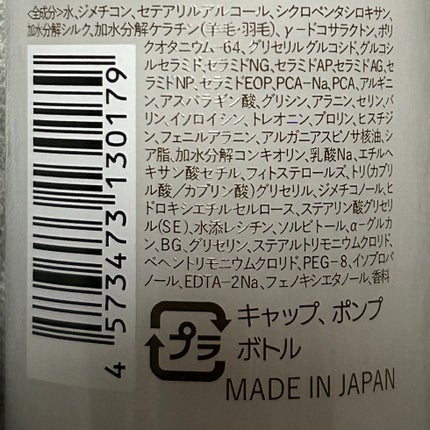 <全成分>水、ジメチコン、セテアリルアルコール、シクロペンタシロキサン、
加水分解シルク、加水分解ケラチン(羊毛・羽毛)、γ-ドコサラクトン、ポリ
クオタニウム-64、グリセリルグルコシド、グルコシ
ルセラミド、セラミドNG、セラミドAP、セラミドAG、セ
ラミドNP、セラミドEOP、PCA-Na、PCA、アルギニ
ン、アスパラギン酸、グリシン、アラニン、セリン、バ
リン、イソロイシン、トレオニン、プロリン、ヒスチジ
ン、フェニルアラニン、アルガニアスピノサ核油、シ
ア脂、加水分解コンキオリン、乳酸Na、エチルヘ
キサン酸セチル、フィトステロールズ、トリ(カプリ
ル酸/カプリン酸)グリセリル、ジメチコノール、ヒ
ドロキシエチルセルロース、ステアリン酸グリセ
リル(SE)、水添レシチン、ソルビトール、α-グルカ
ン、BG、グリセリン、ステアルトリモニウムクロリド、
ベヘントリモニウムクロリド、PEG-8、イソプロパ
ノール、EDTA-2Na、フェノキシエタノール、香料
4 573473 130179
プラ
キャップ、ポンプ
ボトル
MADE IN JAPAN